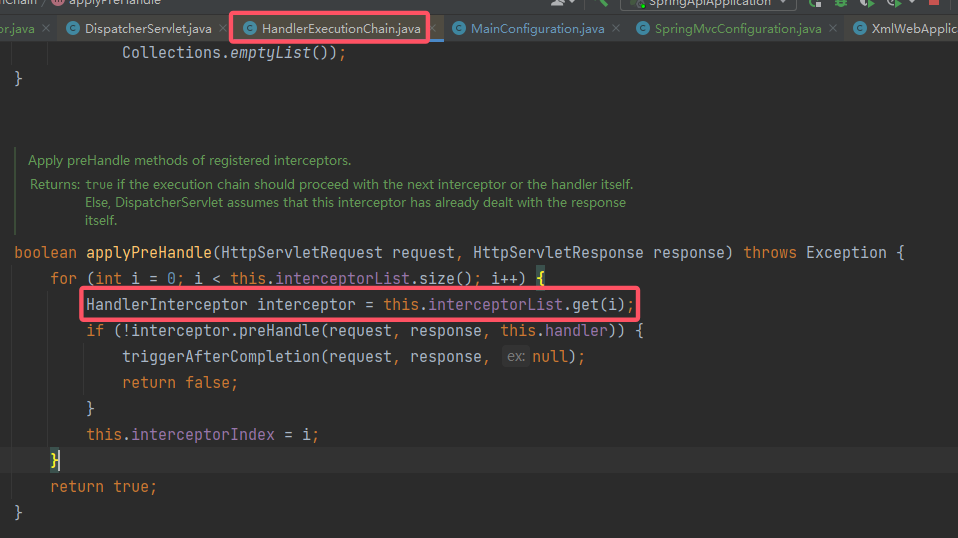 nChain
applyPreHandle
SpringApiApplication
or.java
DispatcherServlet.java
HandlerExecutionChain.java
MainConfiguration.java
SpringMvcConfiguration.java
XmlWebApplic
Collections.emptyList());
}
Apply preHandle methods of registered interceptors.
Returns: true if the execution chain should proceed with the next interceptor or the handler itself.
Else, DispatcherServlet assumes that this interceptor has already dealt with the response
itself.
boolean applyPreHandle(HttpServletRequest request, HttpServletResponse response) throws Exception {
for (int i = 0; i < this.interceptorList.size(); i++) {
HandlerInterceptor interceptor = this.interceptorList.get(i);
if (!interceptor.preHandle(request, response, this.handler)) {
triggerAfterCompletion(request, response, ex: null);
return false;
}
this.interceptorIndex = i;
}
return true;
}